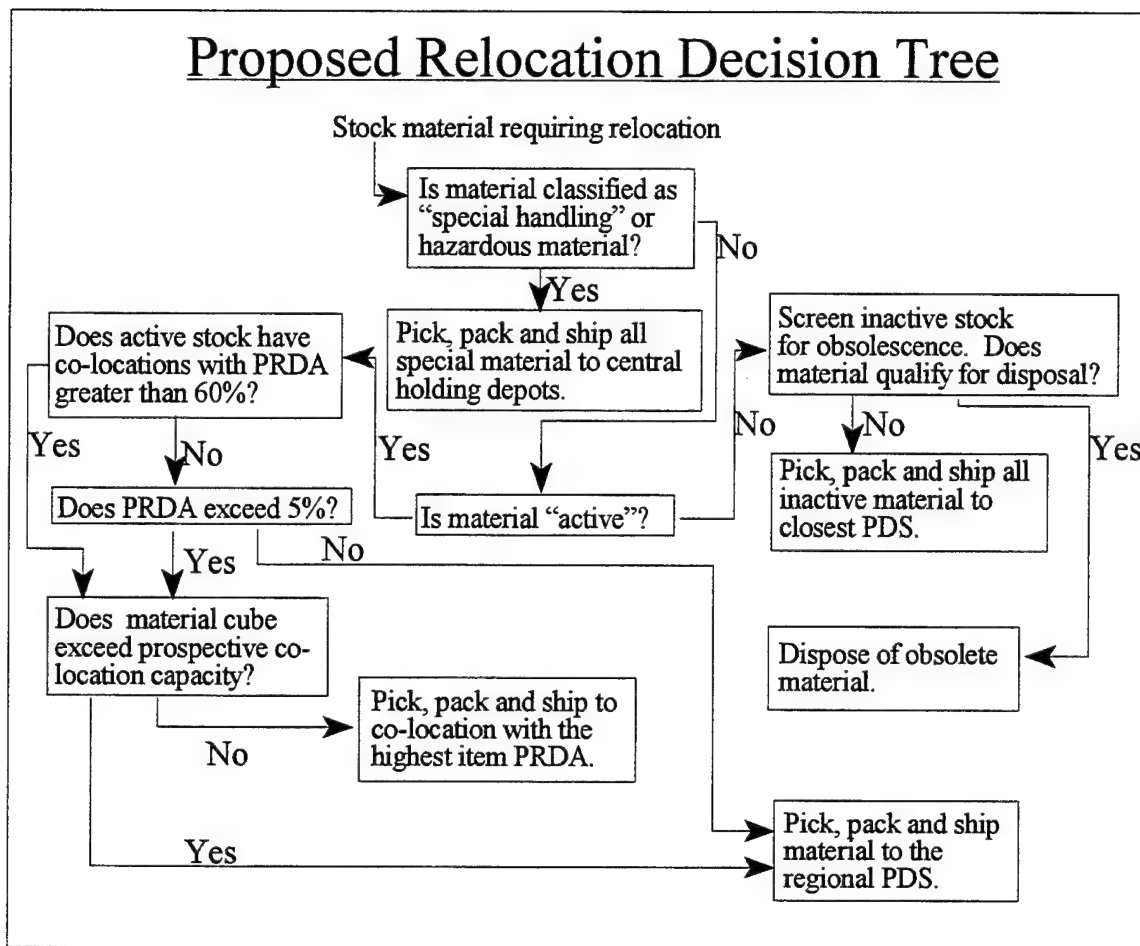 Proposed Relocation Decision Tree
Stock material requiring relocation
Is material classified as
“special handling” or
hazardous material?
No
Yes
Does active stock have
co-locations with PRDA
greater than 60%?
Pick, pack and ship all
special material to central
holding depots.
Screen inactive stock
for obsolescence. Does
material qualify for disposal?
Yes
No
Yes
No
No
Yes
Does PRDA exceed 5%?
Is material “active”?
Pick, pack and ship all
inactive material to
closest PDS.
Yes
No
Does material cube
exceed prospective co-
location capacity?
Dispose of obsolete
material.
No
Pick, pack and ship to
co-location with the
highest item PRDA.
Yes
Pick, pack and ship
material to the
regional PDS.